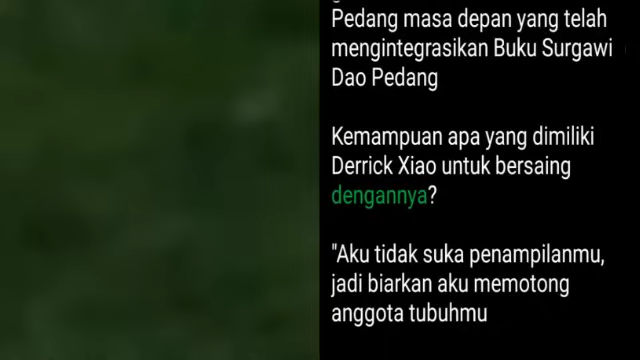 Pedang masa depan yang telah
mengintegrasikan Buku Surgawi
Dao Pedang
Kemampuan apa yang dimiliki
Derrick Xiao untuk bersaing
dengannya?
"Aku tidak suka penampilanmu,
jadi biarkan aku memotong
anggota tubuhmu